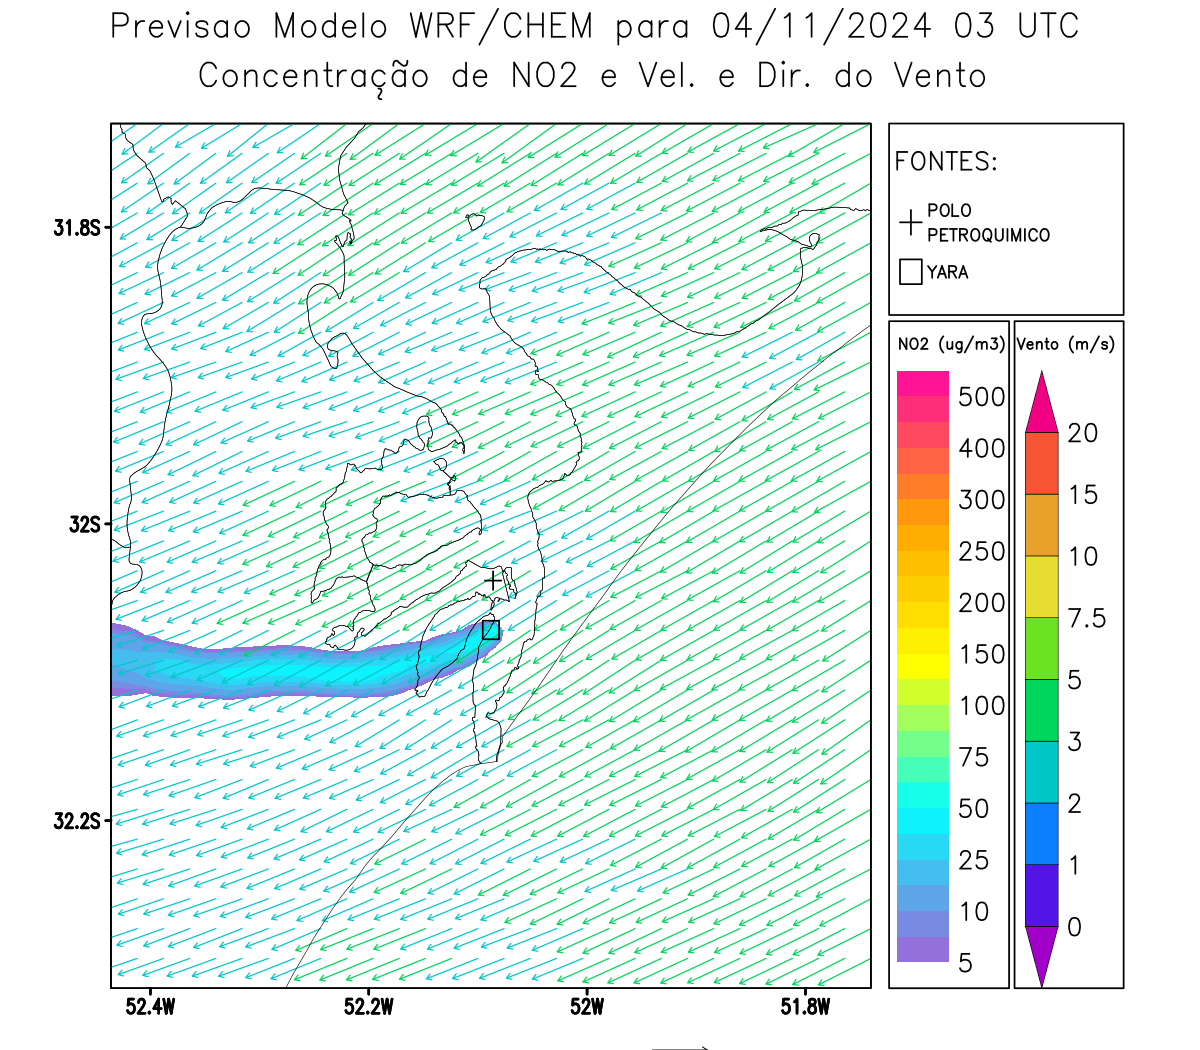 Previsao Modelo WRF/CHEM para 04/11/2024 03 UTC
Concentração de NO2 e Vel. e Dir. do Vento
FONTES:
POLO
PETROQUIMICO
YARA
31.8S
32S
32.2S
52.4W
52.2W
52W
51.8W
NO2 (ug/m3)
500
400
300
250
200
150
100
75
50
25
10
5
Vento (m/s)
20
15
10
7.5
5
3
2
1
0